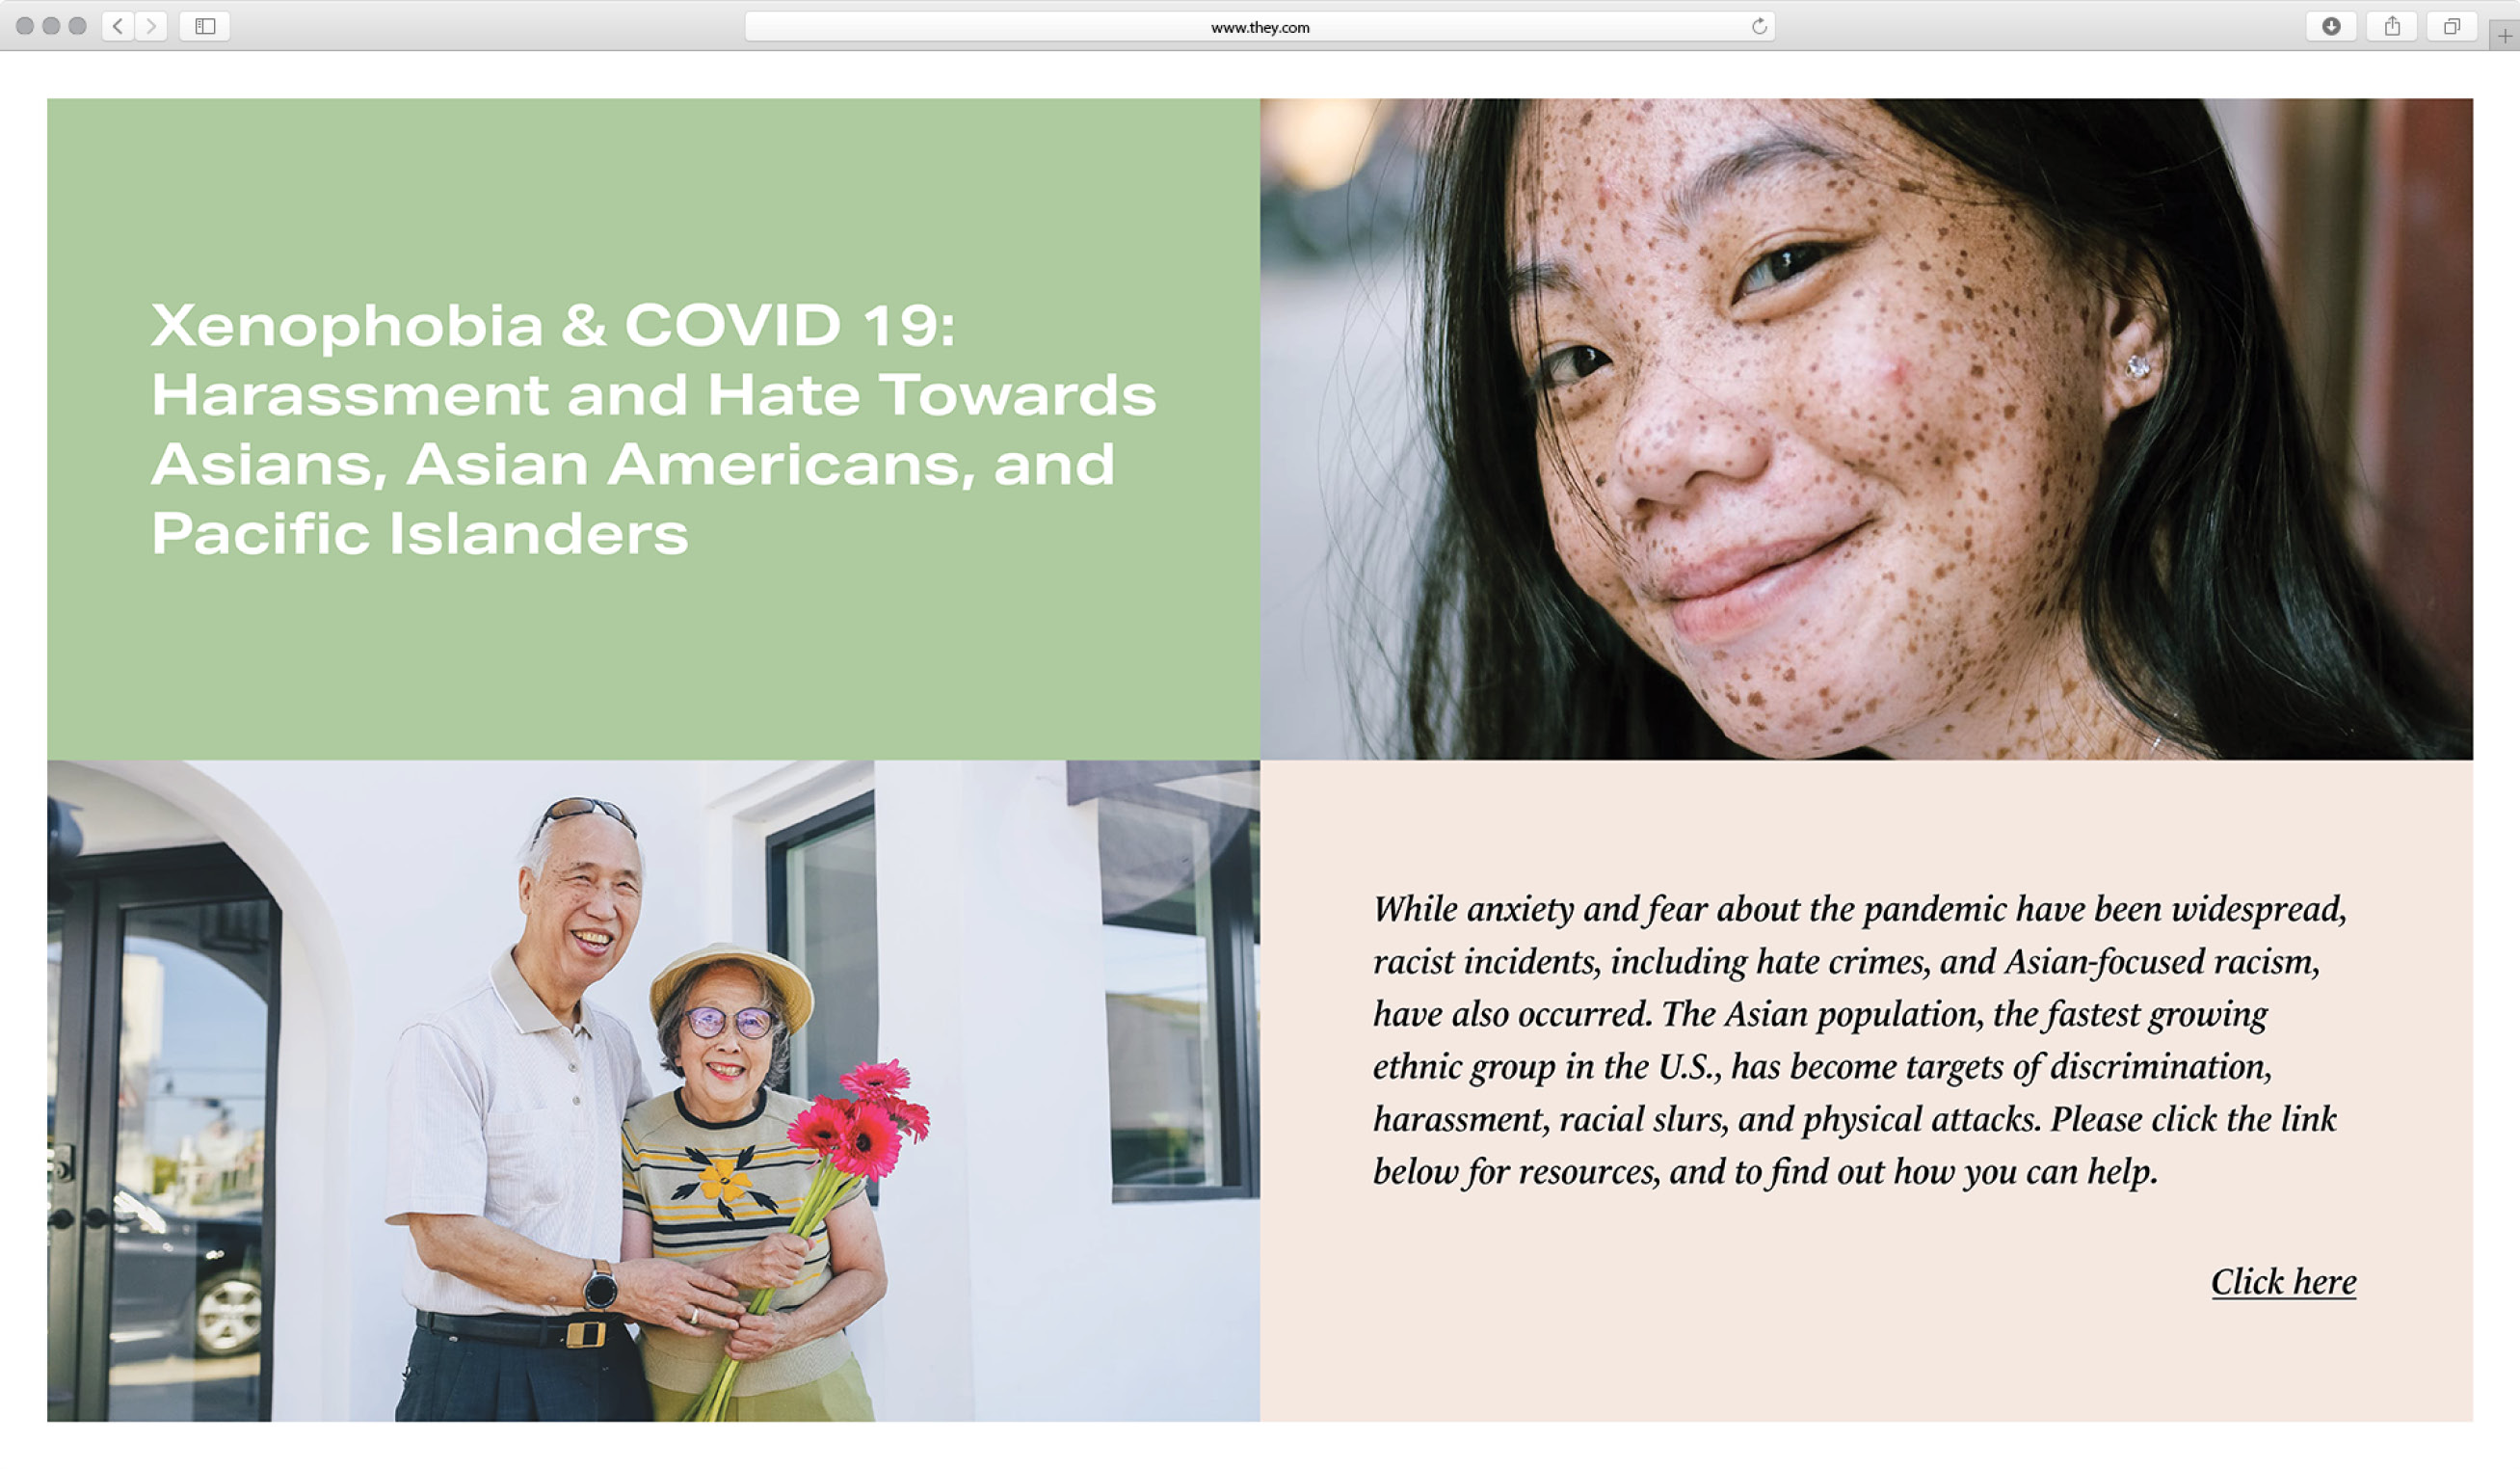 www.they.com
Xenophobia & COVID 19:
Harassment and Hate Towards
Asians, Asian Americans, and
Pacific Islanders
While anxiety and fear about the pandemic have been widespread,
racist incidents, including hate crimes, and Asian-focused racism,
have also occurred. The Asian population, the fastest growing
ethnic group in the U.S., has become targets of discrimination,
harassment, racial slurs, and physical attacks. Please click the link
below for resources, and to find out how you can help.
Click here